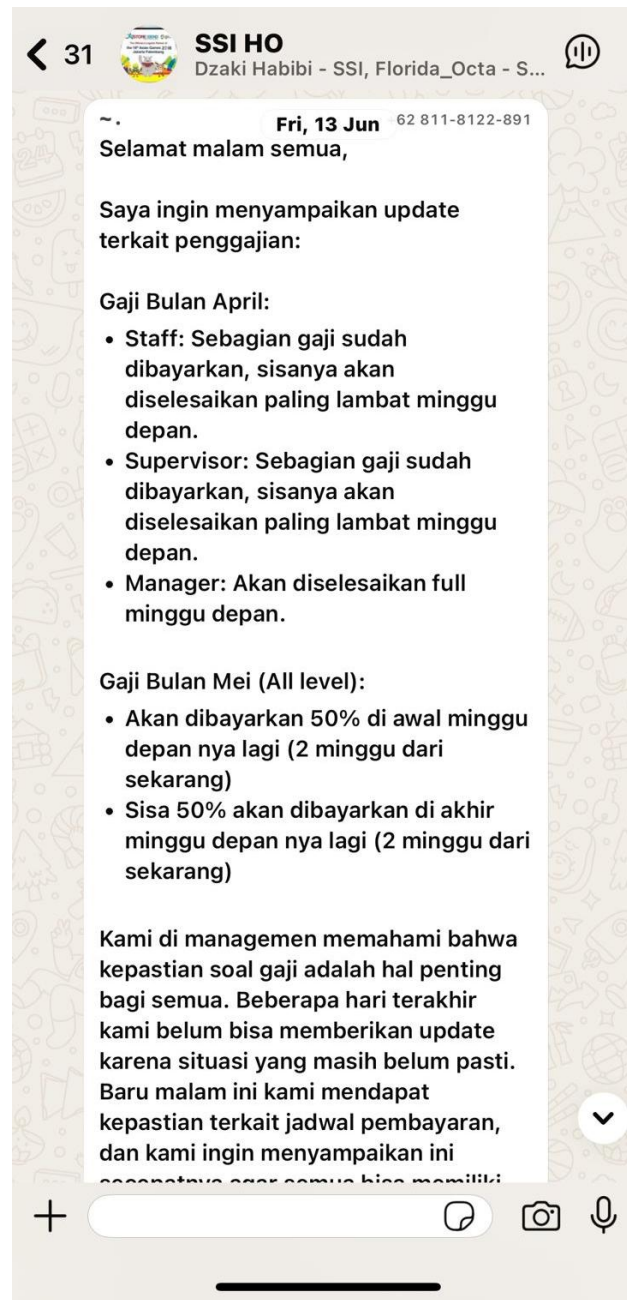 31
SSI HO
Dzaki Habibi - SSI, Florida_Octa - S...
Fri, 13 Jun
~.
62 811-8122-891
Selamat malam semua,
Saya ingin menyampaikan update
terkait penggajian:
Gaji Bulan April:
• Staff: Sebagian gaji sudah
dibayarkan, sisanya akan
diselesaikan paling lambat minggu
depan.
• Supervisor: Sebagian gaji sudah
dibayarkan, sisanya akan
diselesaikan paling lambat minggu
depan.
• Manager: Akan diselesaikan full
minggu depan.
Gaji Bulan Mei (All level):
• Akan dibayarkan 50% di awal minggu
depan nya lagi (2 minggu dari
sekarang)
• Sisa 50% akan dibayarkan di akhir
minggu depan nya lagi (2 minggu dari
sekarang)
Kami di managemen memahami bahwa
kepastian soal gaji adalah hal penting
bagi semua. Beberapa hari terakhir
kami belum bisa memberikan update
karena situasi yang masih belum pasti.
Baru malam ini kami mendapat
kepastian terkait jadwal pembayaran,
dan kami ingin menyampaikan ini
secepatnya agar semua bisa memiliki